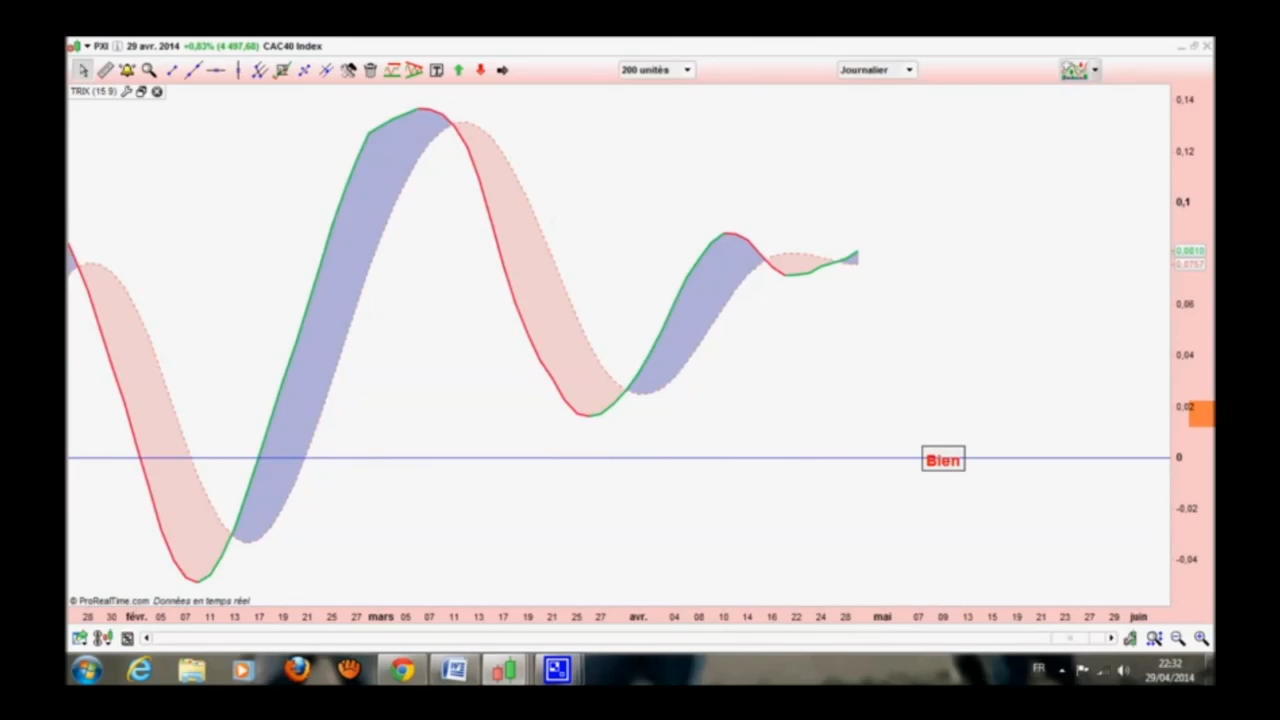 PXI 29 avr. 2014 +0,83% (4 497,68) CAC40 Index
200 unités Journalier
TRIX (15 9)
0,14
0,12
0,1
0,0810
0,0757
0,06
0,04
0,02
0
Bien
-0,02
-0,04
© ProRealTime.com Données en temps réel
28 30 févr. 05 07 11 13 17 19 21 25 27 mars 05 07 11 13 17 19 21 25 27 avr. 04 08 10 14 16 22 24 28 mai 07 09 13 15 19 21 23 27 29 juin
FR 22:32
29/04/2014